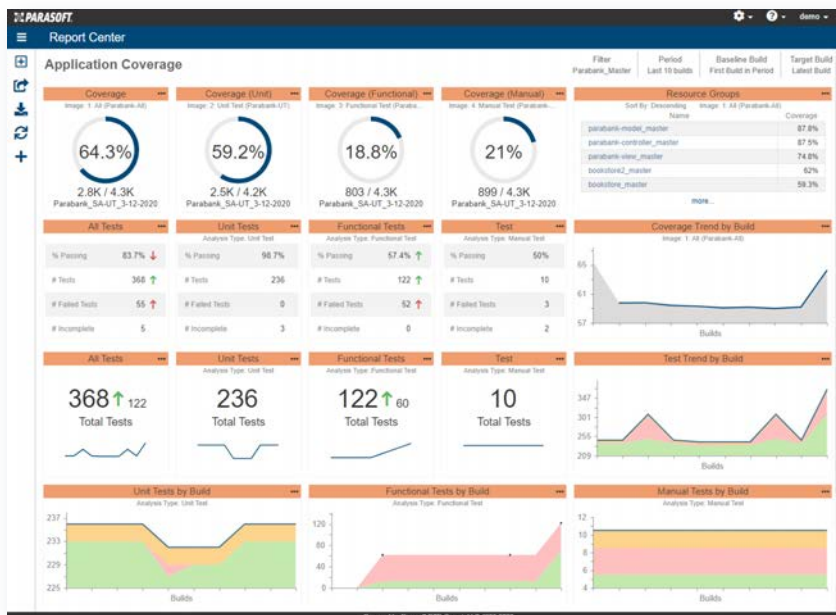 PARASOFT.
demo
Report Center
Application Coverage
Filter
Parabank_Master
Period
Last 10 builds
Baseline Build
First Build in Period
Target Build
Latest Build
Coverage
Image: 1: All (Parabank-All)
64.3%
2.8K / 4.3K
Parabank_SA-UT_3-12-2020
Coverage (Unit)
Image: 2: Unit Test (Parabank-UT)
59.2%
2.5K / 4.2K
Parabank_SA-UT_3-12-2020
Coverage (Functional)
Image: 3: Functional Test (Paraba...
18.8%
803 / 4.3K
Parabank_SA-UT_3-12-2020
Coverage (Manual)
Image: 4: Manual Test (Parabank-...
21%
899 / 4.3K
Parabank_SA-UT_3-12-2020
Resource Groups
Sort By: Descending Image: 1: All (Parabank-All)
Name Coverage
parabank-model_master 87.8%
parabank-controller_master 87.5%
parabank-view_master 74.8%
bookstore2_master 62%
bookstore_master 59.3%
more...
All Tests
% Passing 83.7%
# Tests 368
# Failed Tests 55
# Incomplete 5
Unit Tests
Analysis Type: Unit Test
% Passing 98.7%
# Tests 236
# Failed Tests 0
# Incomplete 3
Functional Tests
Analysis Type: Functional Test
% Passing 57.4%
# Tests 122
# Failed Tests 52
# Incomplete 0
Test
Analysis Type: Manual Test
% Passing 50%
# Tests 10
# Failed Tests 3
# Incomplete 2
Coverage Trend by Build
Image: 1: All (Parabank-All)
65
61
57
Builds
All Tests
368 122
Total Tests
Unit Tests
Analysis Type: Unit Test
236
Total Tests
Functional Tests
Analysis Type: Functional Test
122 60
Total Tests
Test
Analysis Type: Manual Test
10
Total Tests
Test Trend by Build
347
301
255
209
Builds
Unit Tests by Build
Analysis Type: Unit Test
237
233
229
225
Builds
Functional Tests by Build
Analysis Type: Functional Test
120
80
40
0
Builds
Manual Tests by Build
Analysis Type: Manual Test
12
10
8
6
4
Builds